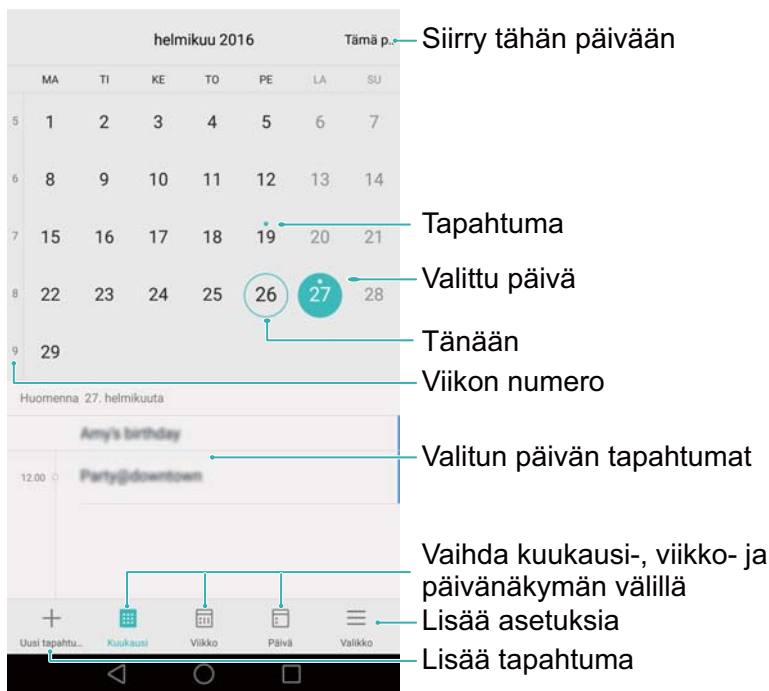 helmikuu 2016 Tämä p..
Siirry tähän päivään
MA TI KE TO PE LA SU
5 1 2 3 4 5 6 7
6 8 9 10 11 12 13 14
Tapahtuma
7 15 16 17 18 19 20 21
Valittu päivä
8 22 23 24 25 26 27 28
Tänään
9 29
Viikon numero
Huomenna 27. helmikuuta
Amy's birthday
Valitun päivän tapahtumat
12.00 Party@downtown
Vaihda kuukausi-, viikko- ja
päivänäkymän välillä
Lisää asetuksia
Uusi tapahtu... Kuukausi Viikko Päivä Valikko
Lisää tapahtuma